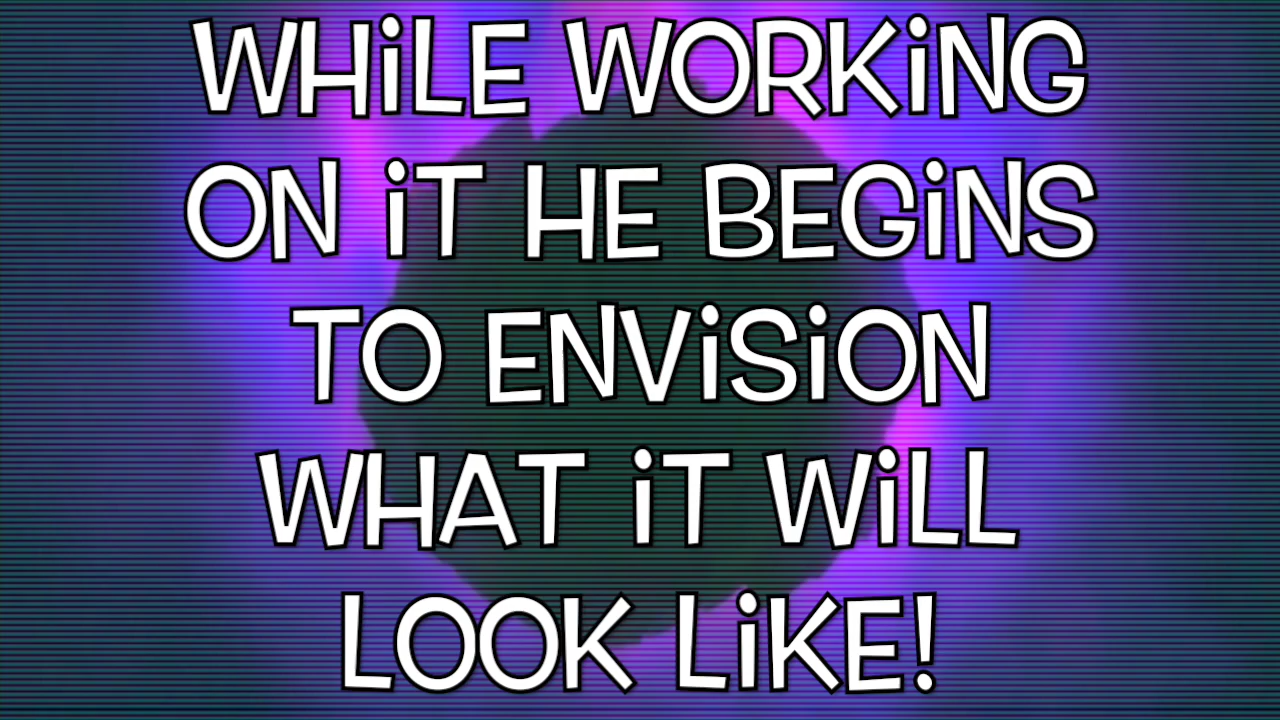 WHiLE WORKiNG
ON iT HE BEGiNS
TO ENViSiON
WHAT iT WiLL
LOOK LiKE!